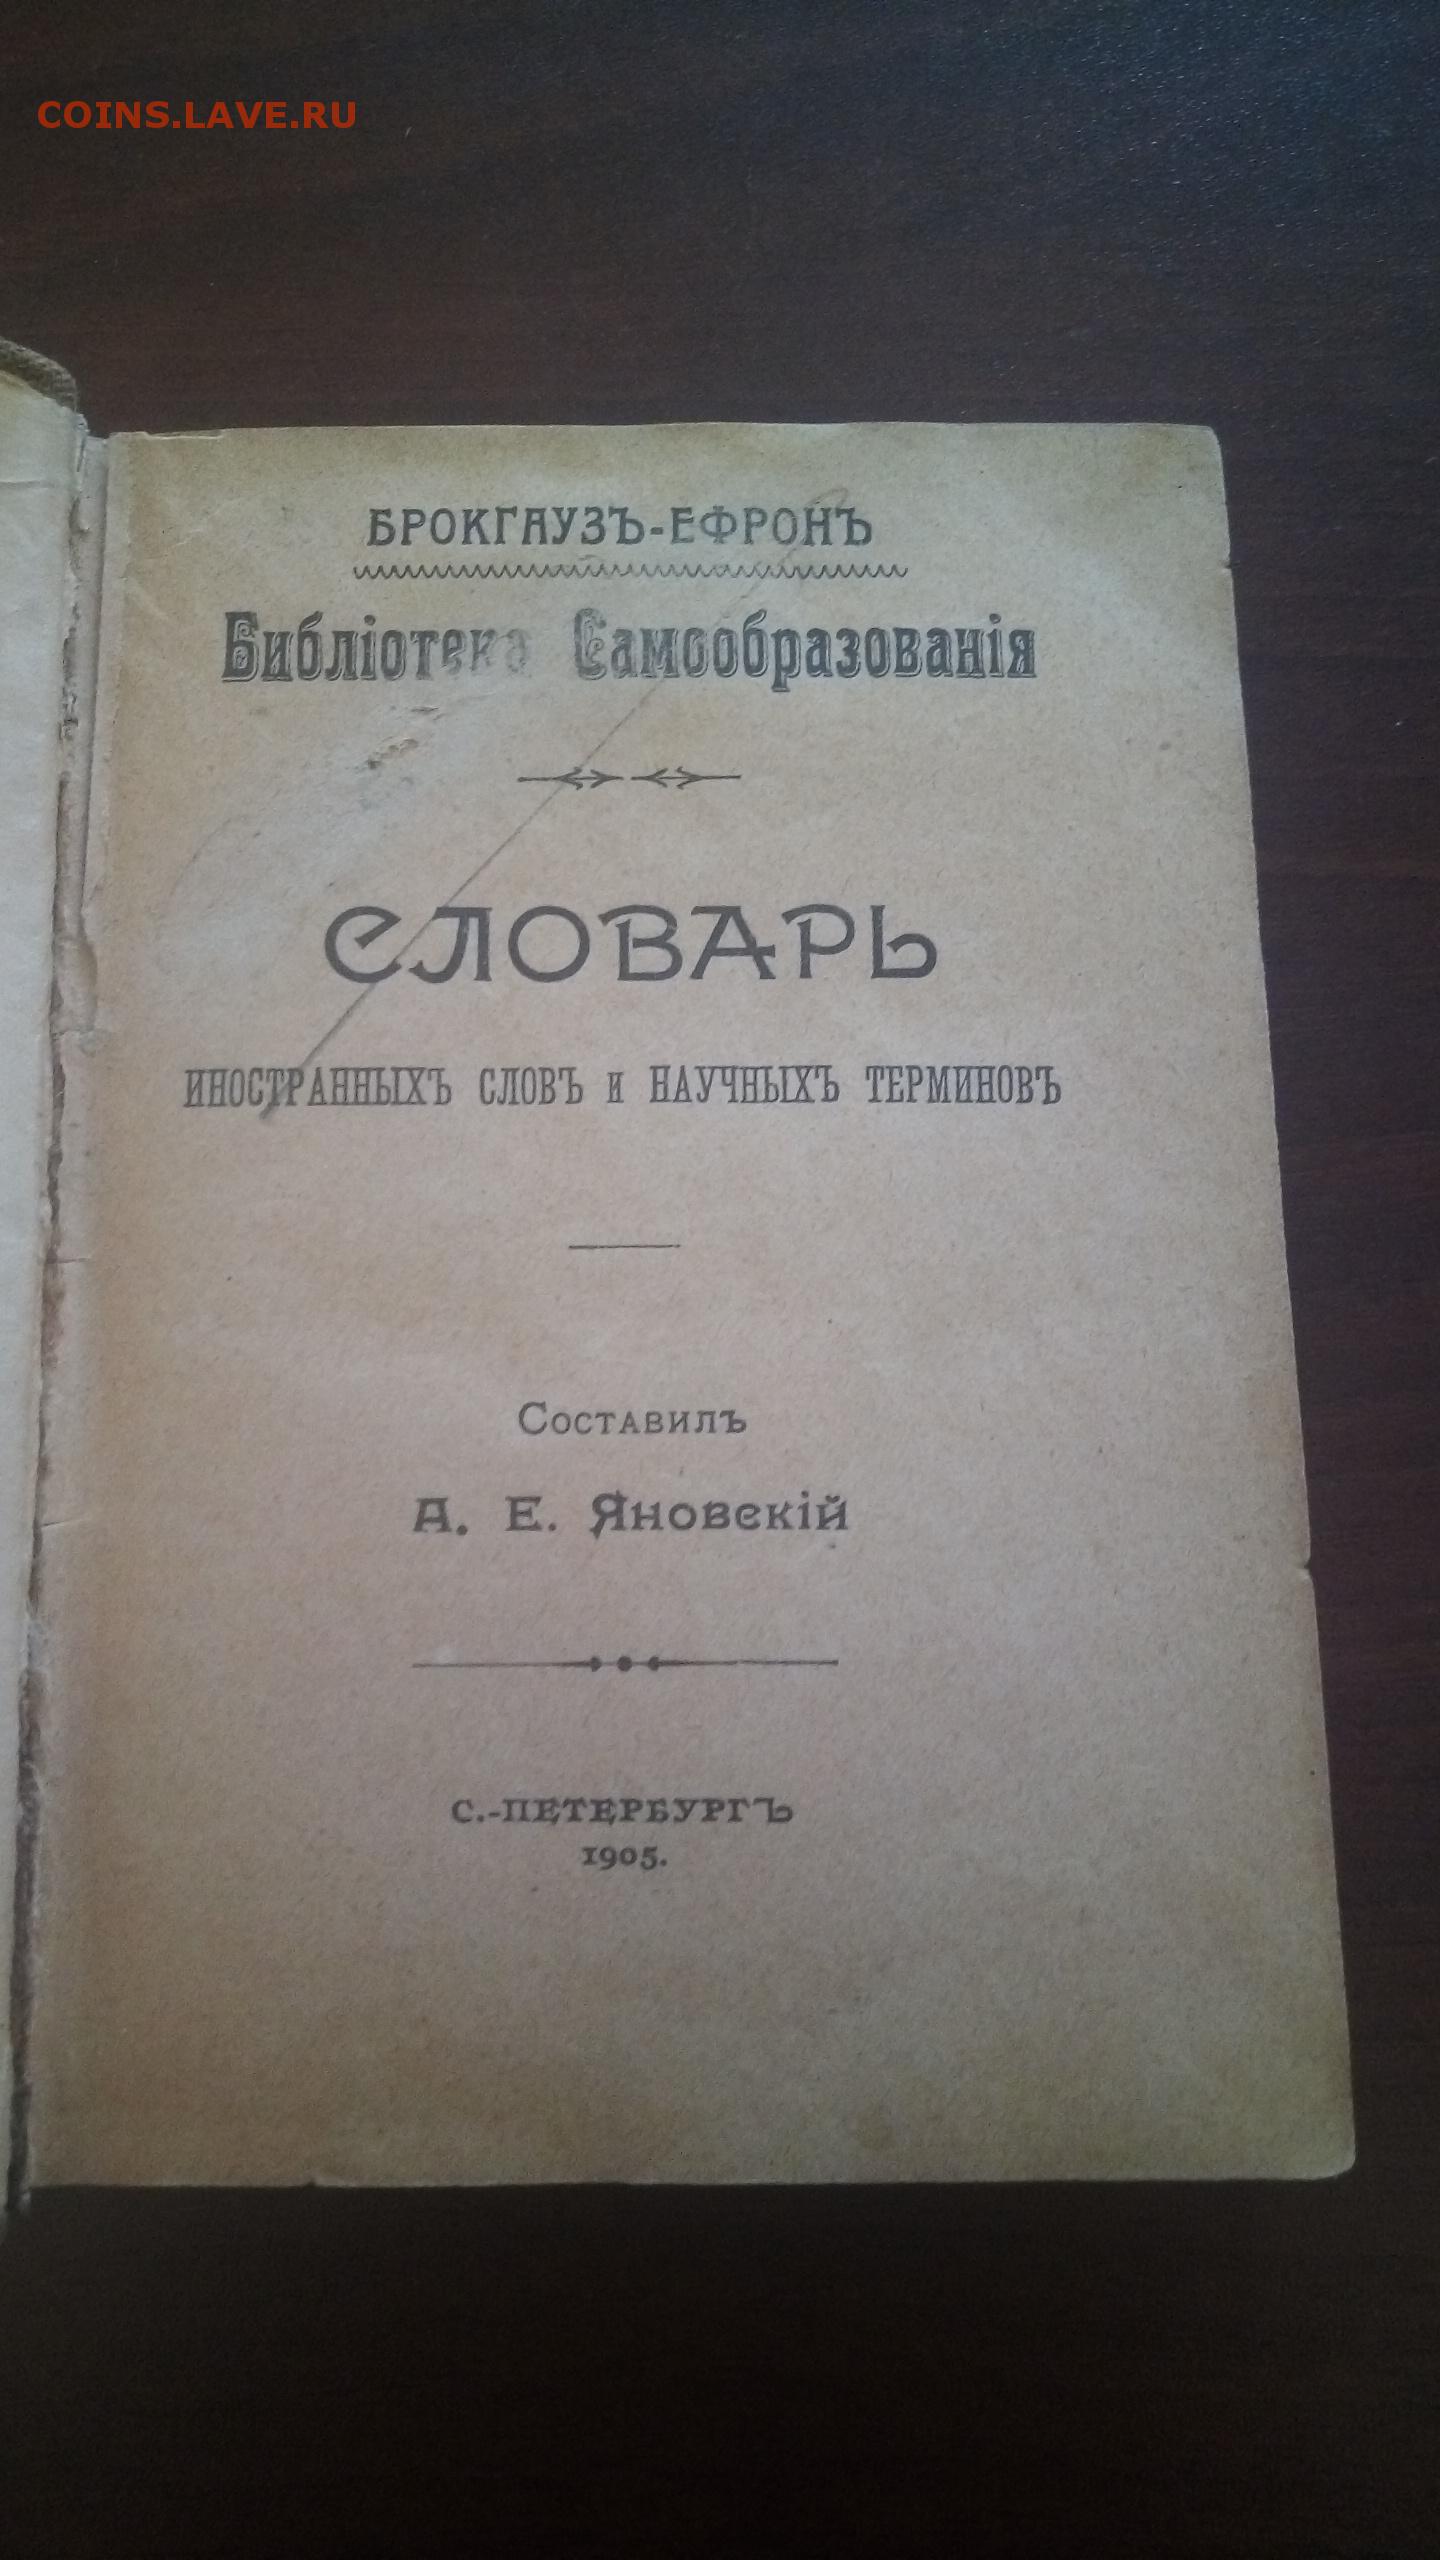 COINS.LAVE.RU
БРОКГАУЗЪ-ЕФРОНЪ
Библіотека Самообразованія
СЛОВАРЬ
ИНОСТРАННЫХЪ СЛОВЪ И НАУЧНЫХЪ ТЕРМИНОВЪ
Составилъ
А. Е. Яновскій
С.-ПЕТЕРБУРГЪ
1905.